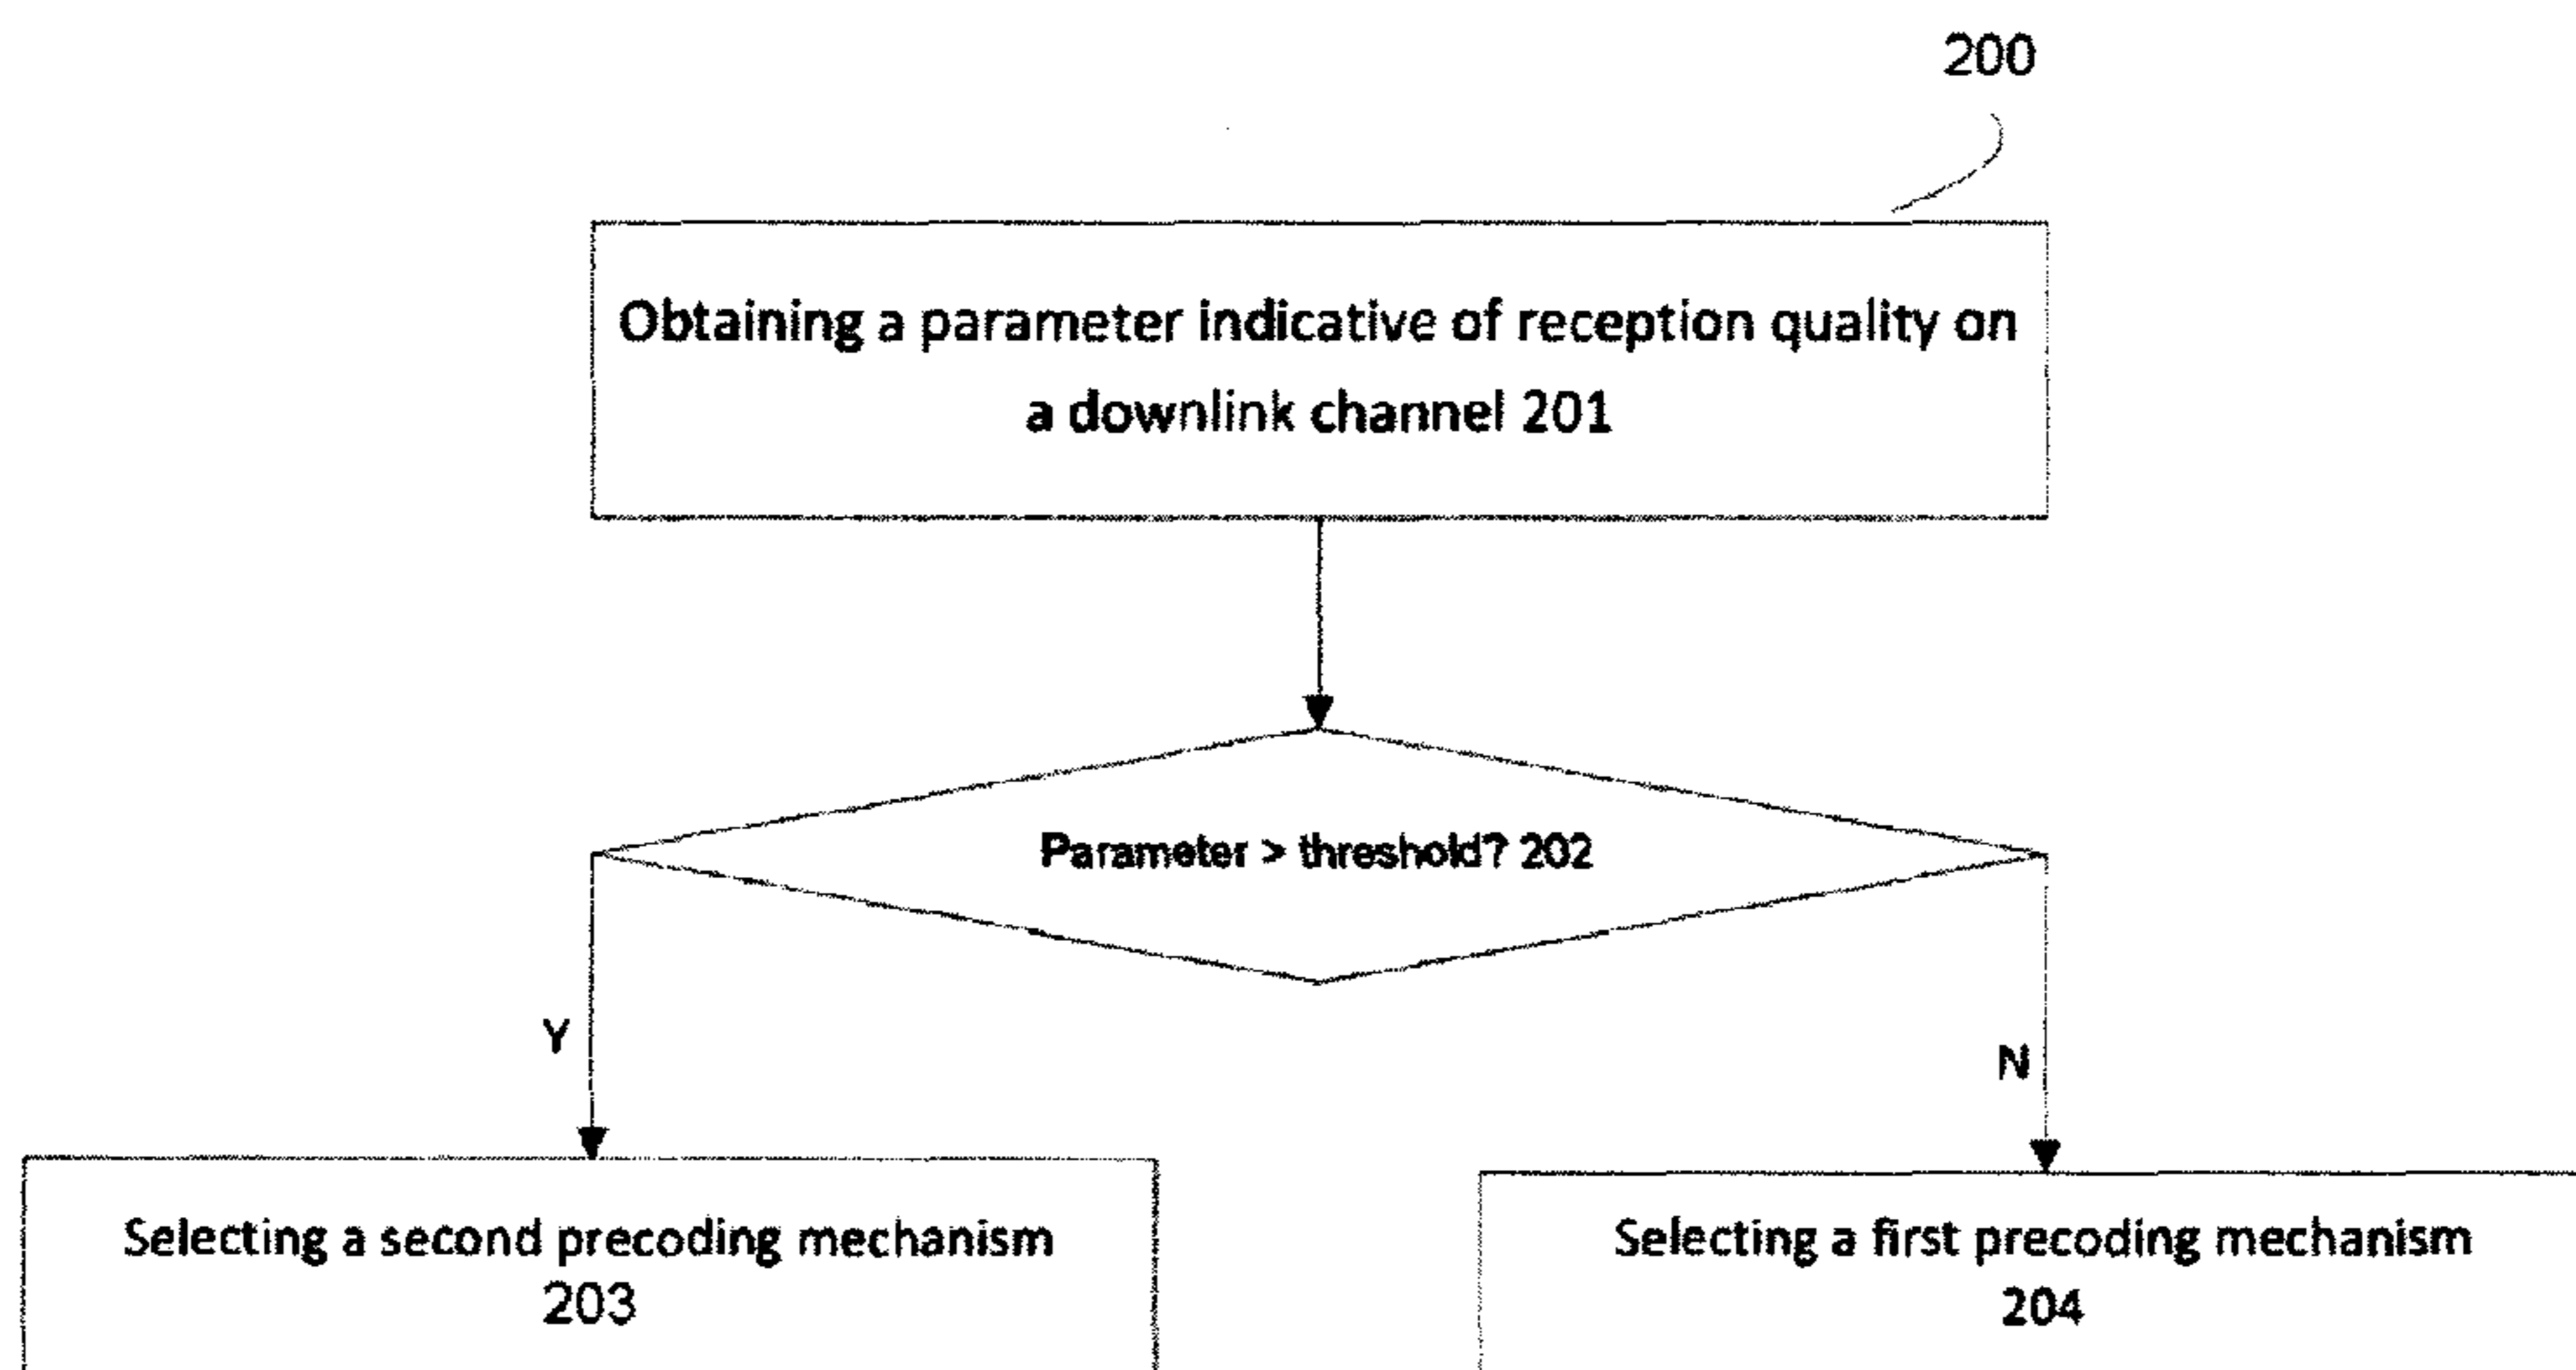 200
Obtaining a parameter indicative of reception quality on
a downlink channel 201
Parameter > threshold? 202
Y
N
Selecting a second precoding mechanism
203
Selecting a first precoding mechanism
204